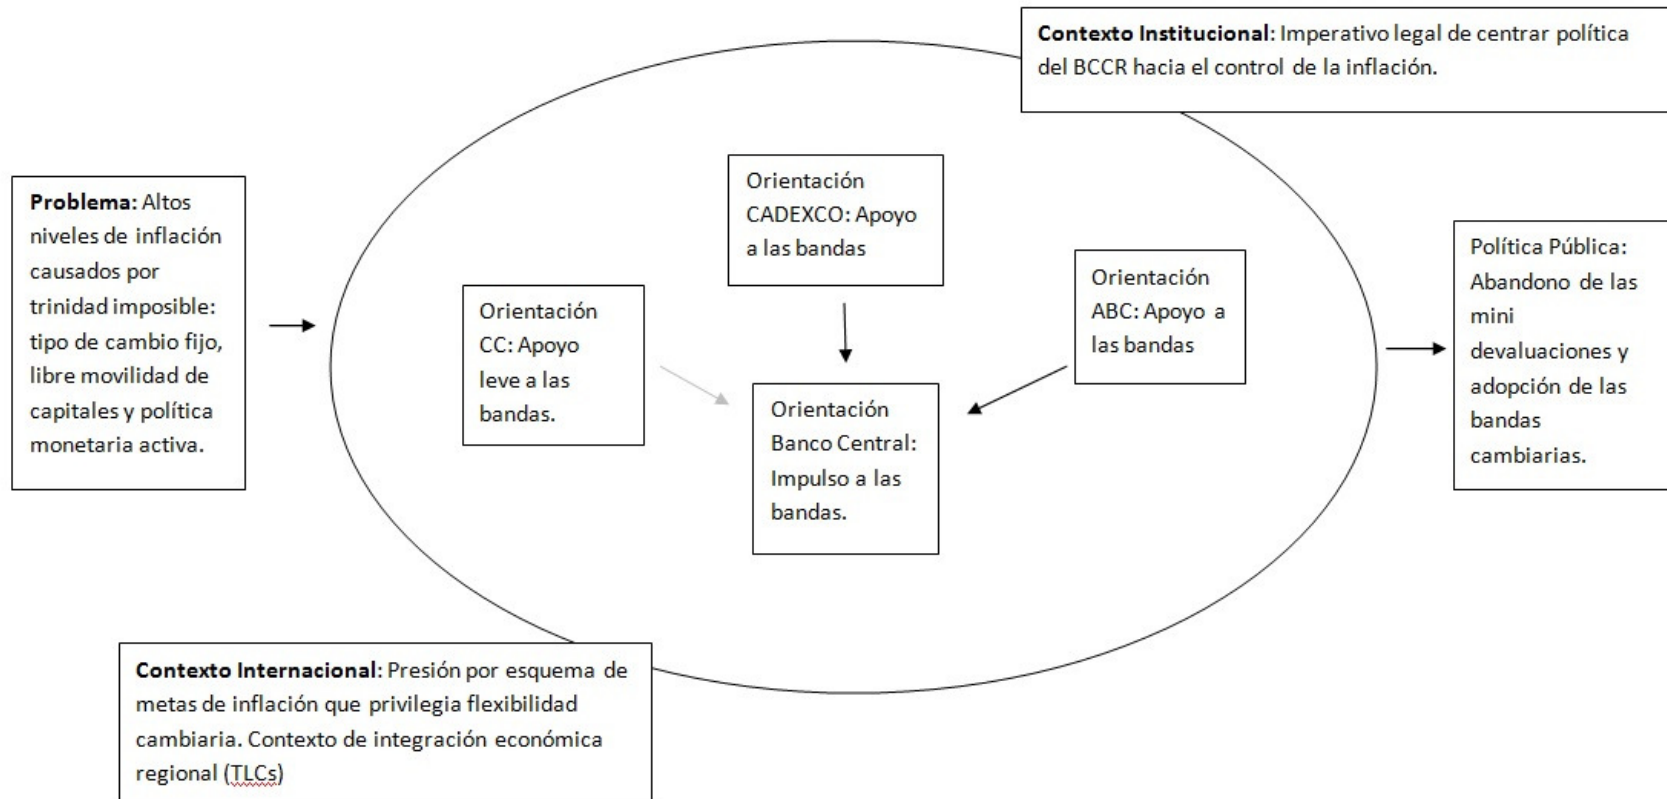 Contexto Institucional: Imperativo legal de centrar política
del BCCR hacia el control de la inflación.
Problema: Altos
niveles de inflación
causados por
trinidad imposible:
tipo de cambio fijo,
libre movilidad de
capitales y política
monetaria activa.
Orientación
CC: Apoyo
leve a las
bandas.
Orientación
CADEXCO: Apoyo
a las bandas
Orientación
ABC: Apoyo a
las bandas
Orientación
Banco Central:
Impulso a las
bandas.
Política Pública:
Abandono de las
mini
devaluaciones y
adopción de las
bandas
cambiarias.
Contexto Internacional: Presión por esquema de
metas de inflación que privilegia flexibilidad
cambiaria. Contexto de integración económica
regional (TLCs)